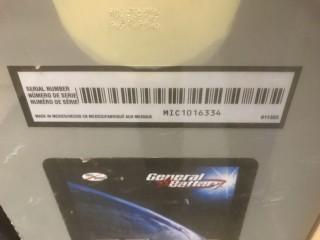 SERIAL NUMBER
NÚMERO DE SERIE
NUMÉRO DE SÉRIE
MIC1016334
MADE IN MEXICO/HECHO EN MEXICO/FABRIQUÉ AUX MEXIQUE
General
Battery